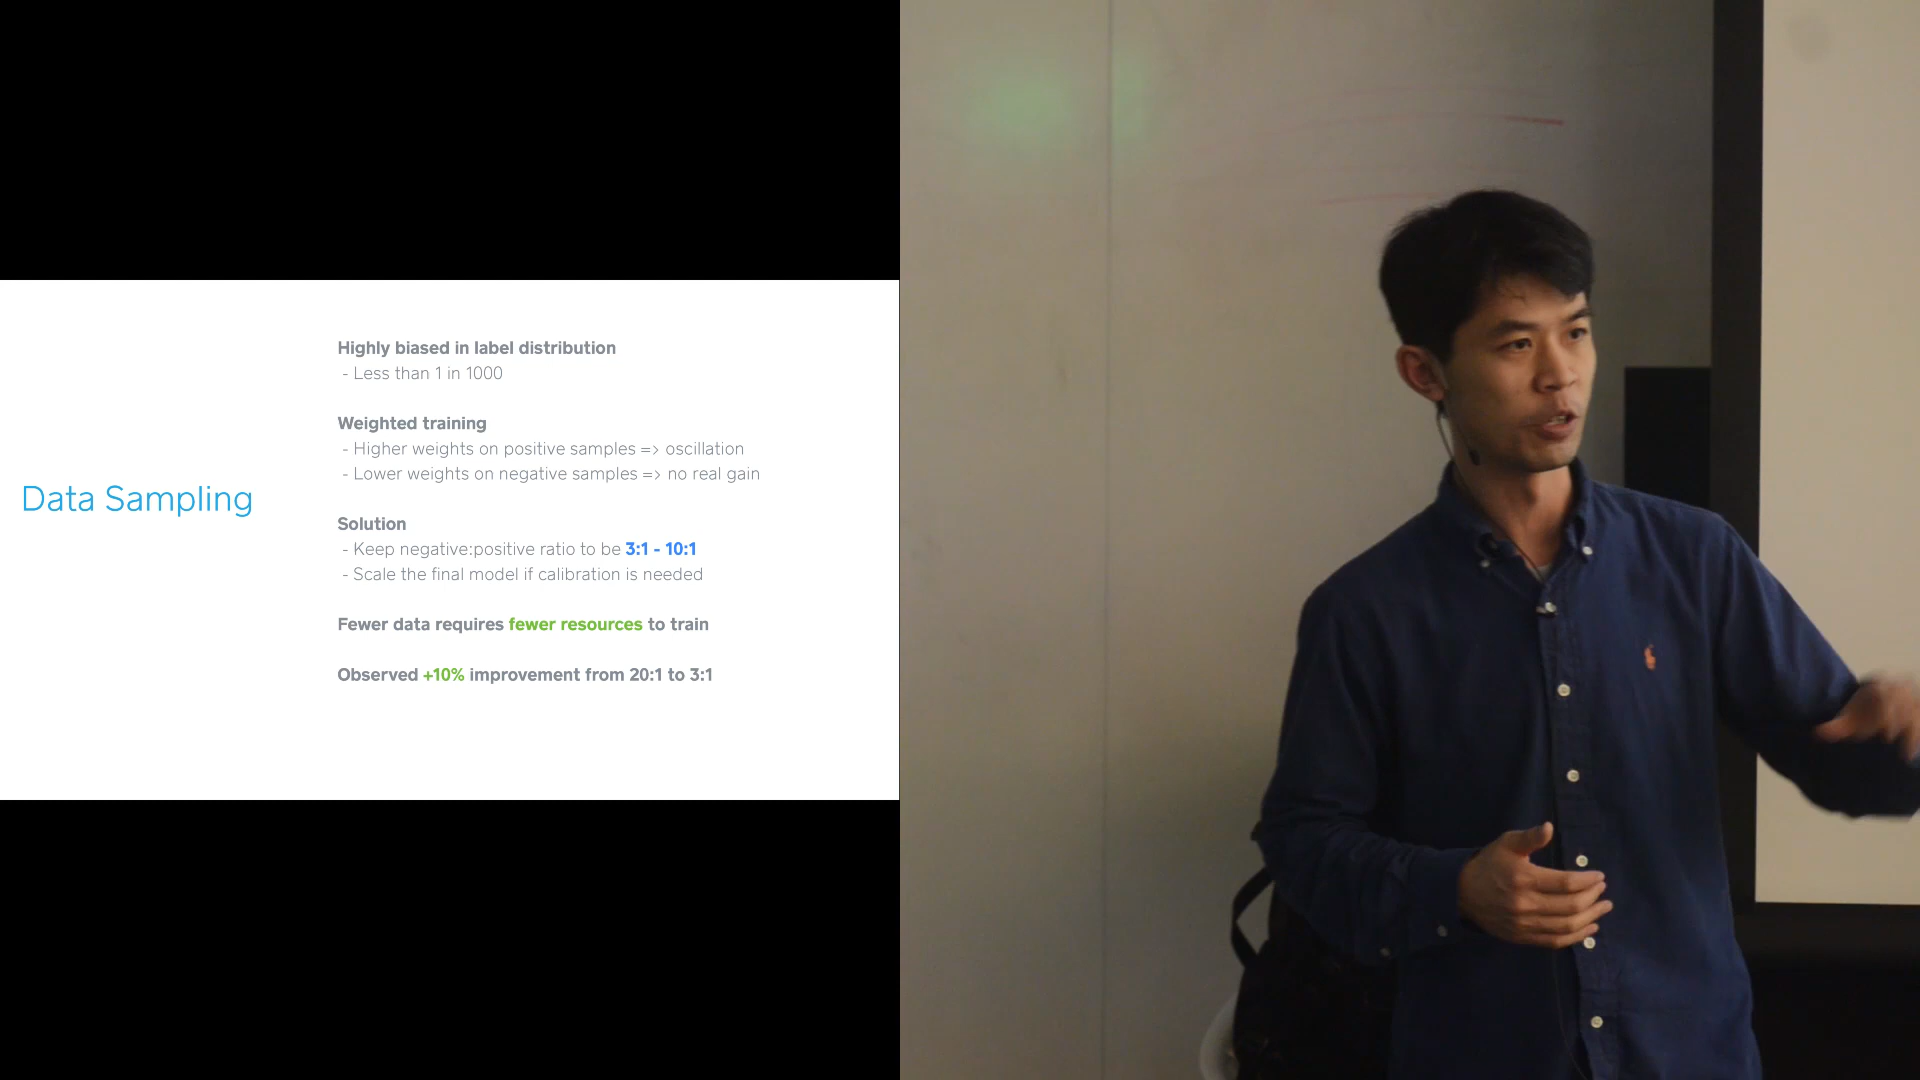 Data Sampling
Highly biased in label distribution
- Less than 1 in 1000
Weighted training
- Higher weights on positive samples => oscillation
- Lower weights on negative samples => no real gain
Solution
- Keep negative:positive ratio to be 3:1 - 10:1
- Scale the final model if calibration is needed
Fewer data requires fewer resources to train
Observed +10% improvement from 20:1 to 3:1